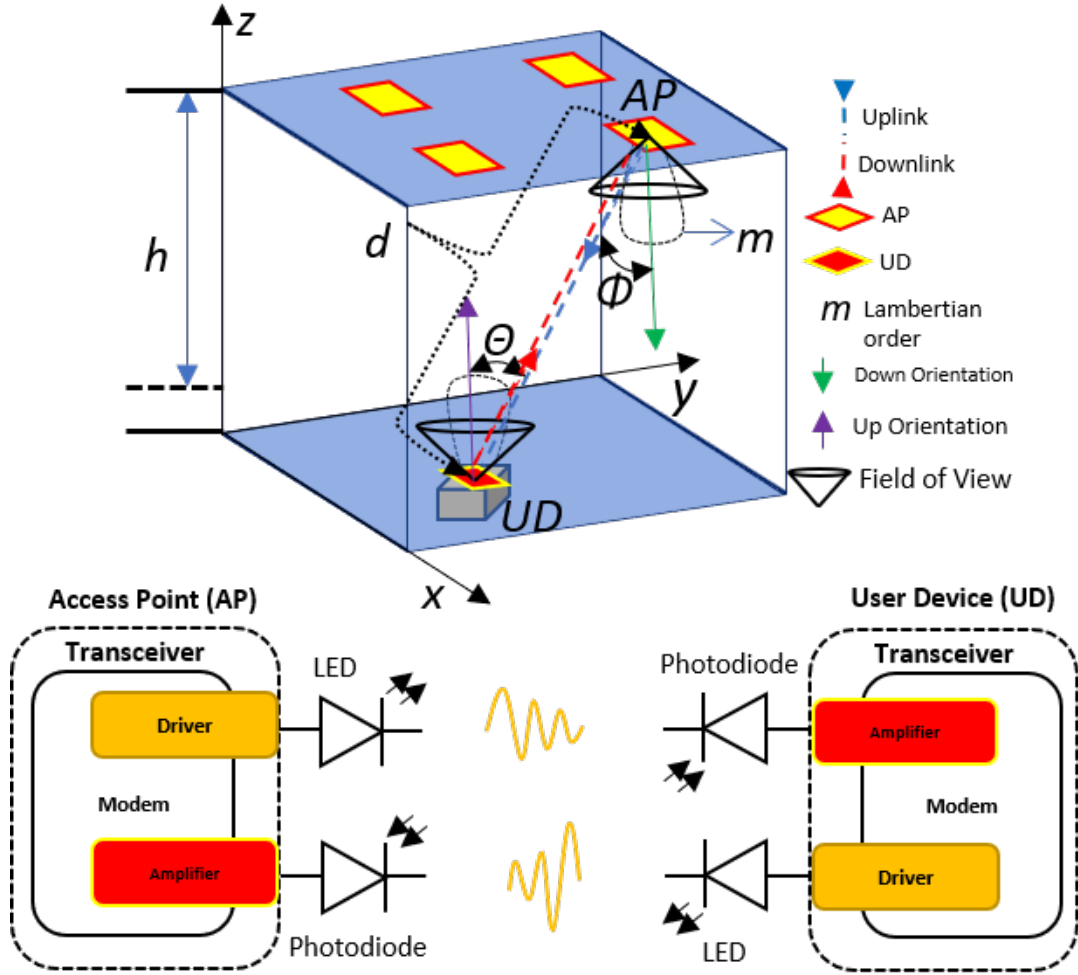 z
AP
Uplink
Downlink
AP
d
m
h
UD
Φ
m Lambertian
order
Θ
Down Orientation
y
Up Orientation
Field of View
UD
x
Access Point (AP)
User Device (UD)
Transceiver
LED
Photodiode
Transceiver
Driver
Amplifier
Modem
Modem
Amplifier
Driver
Photodiode
LED